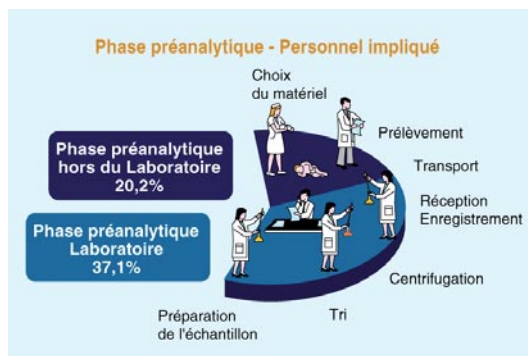 Phase préanalytique - Personnel impliqué
Choix
du matériel
Prélèvement
Phase préanalytique
hors du Laboratoire
20,2%
Transport
Réception
Enregistrement
Phase préanalytique
Laboratoire
37,1%
Centrifugation
Tri
Préparation
de l'échantillon